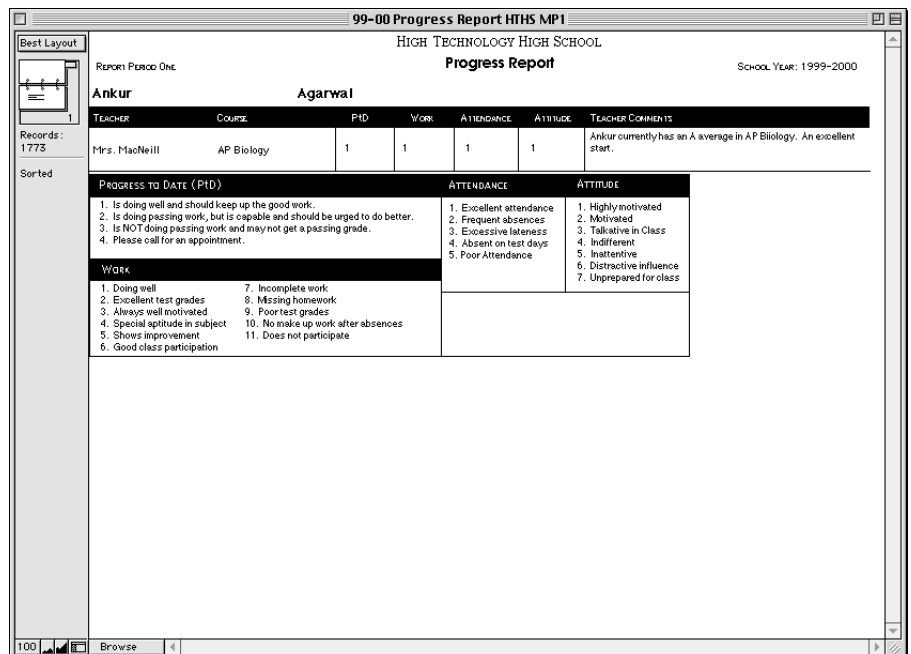 99-00 Progress Report HTHS MP1
Best Layout
1
Records:
1773
Sorted
High Technology High School
Report Period One
Progress Report
School Year: 1999-2000
Ankur Agarwal
Teacher Course PtD Work Attendance Attitude Teacher Comments
Mrs. MacNeill AP Biology 1 1 1 1 Ankur currently has an A average in AP Biiology. An excellent
start.
Progress to Date (PtD)
1. Is doing well and should keep up the good work.
2. Is doing passing work, but is capable and should be urged to do better.
3. Is NOT doing passing work and may not get a passing grade.
4. Please call for an appointment.
Attendance
1. Excellent attendance
2. Frequent absences
3. Excessive lateness
4. Absent on test days
5. Poor Attendance
Attitude
1. Highly motivated
2. Motivated
3. Talkative in Class
4. Indifferent
5. Inattentive
6. Distractive influence
7. Unprepared for class
Work
1. Doing well
2. Excellent test grades
3. Always well motivated
4. Special aptitude in subject
5. Shows improvement
6. Good class participation
7. Incomplete work
8. Missing homework
9. Poor test grades
10. No make up work after absences
11. Does not participate
100 Browse